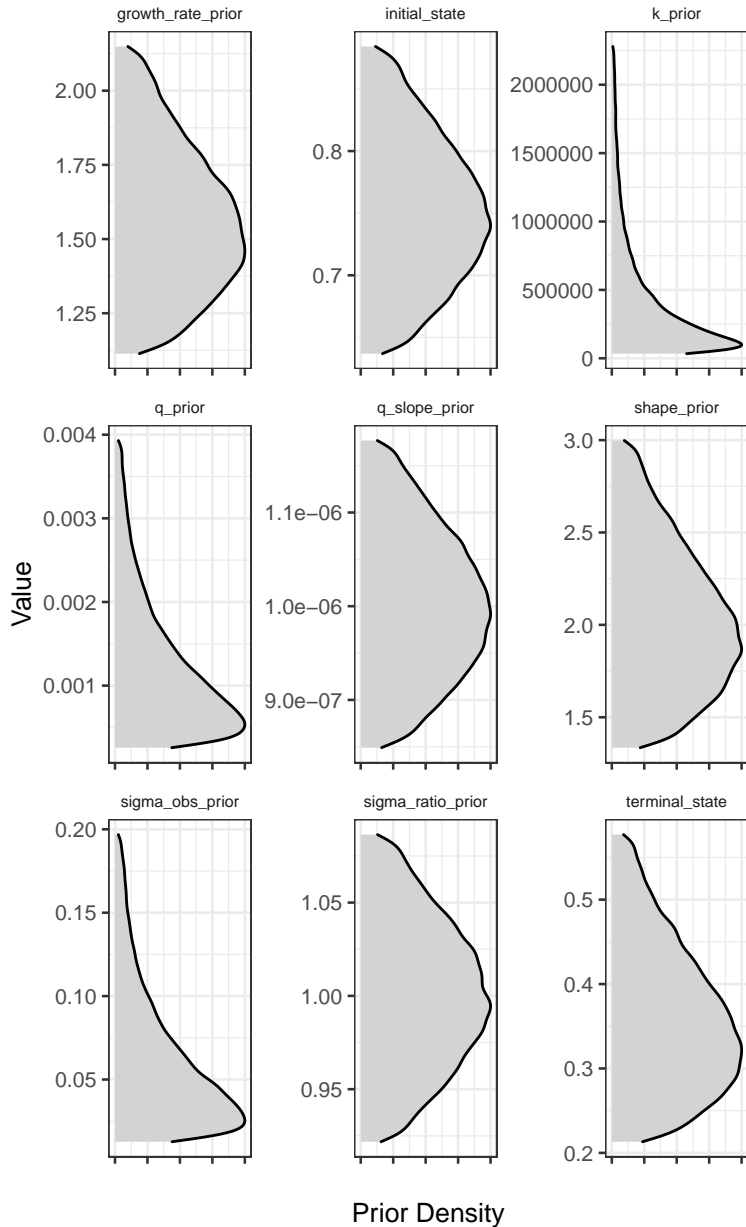 growth_rate_prior
initial_state
k_prior
2.00
1.75
1.50
1.25
0.8
0.7
2000000
1500000
1000000
500000
0
q_prior
q_slope_prior
shape_prior
0.004
0.003
0.002
0.001
1.1e−06
1.0e−06
9.0e−07
3.0
2.5
2.0
1.5
Value
sigma_obs_prior
sigma_ratio_prior
terminal_state
0.20
0.15
0.10
0.05
1.05
1.00
0.95
0.5
0.4
0.3
0.2
Prior Density